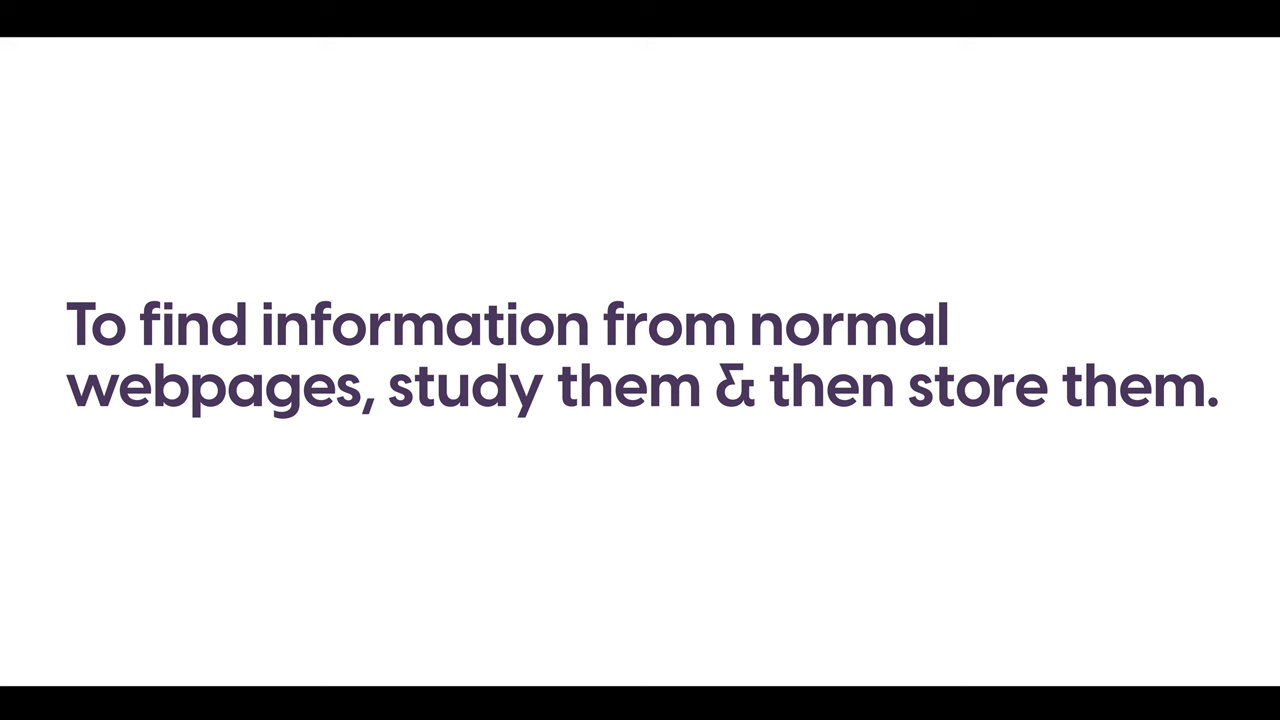 To find information from normal
webpages, study them & then store them.